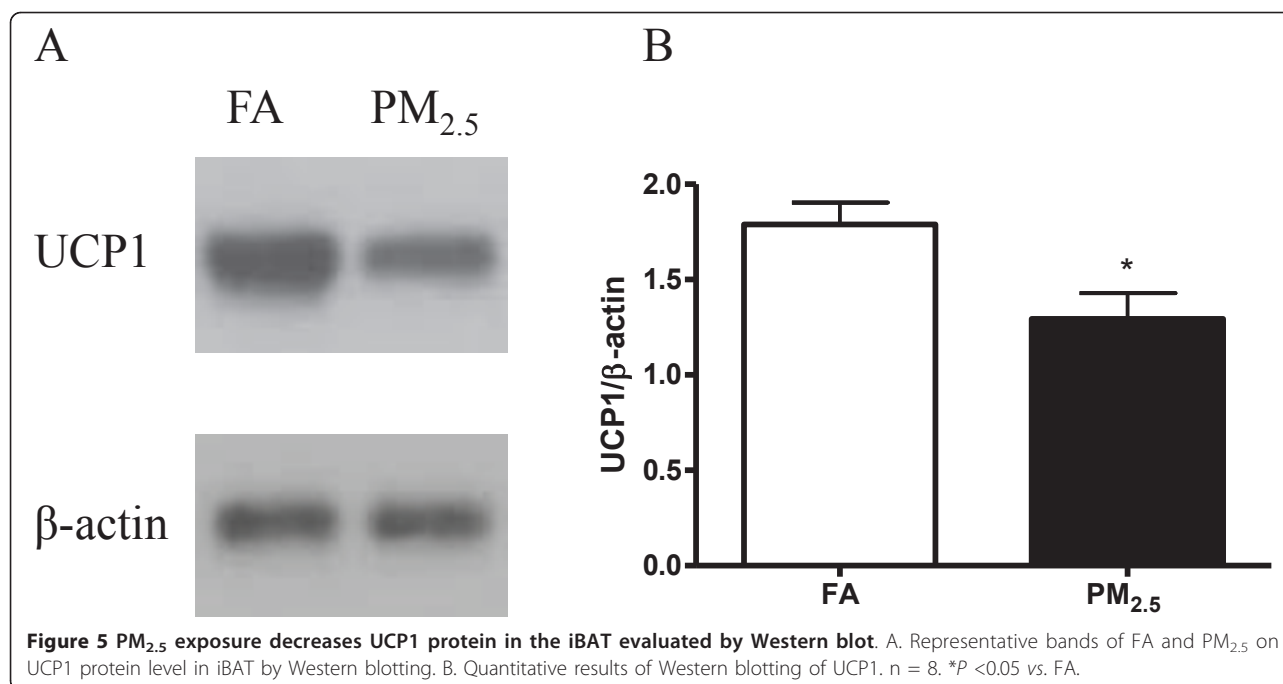 A
B
FA PM2.5
UCP1
β-actin
2.0
1.5
1.0
0.5
0.0
UCP1/β-actin
*
FA
PM2.5
Figure 5 PM2.5 exposure decreases UCP1 protein in the iBAT evaluated by Western blot. A. Representative bands of FA and PM2.5 on
UCP1 protein level in iBAT by Western blotting. B. Quantitative results of Western blotting of UCP1. n = 8. *P <0.05 vs. FA.